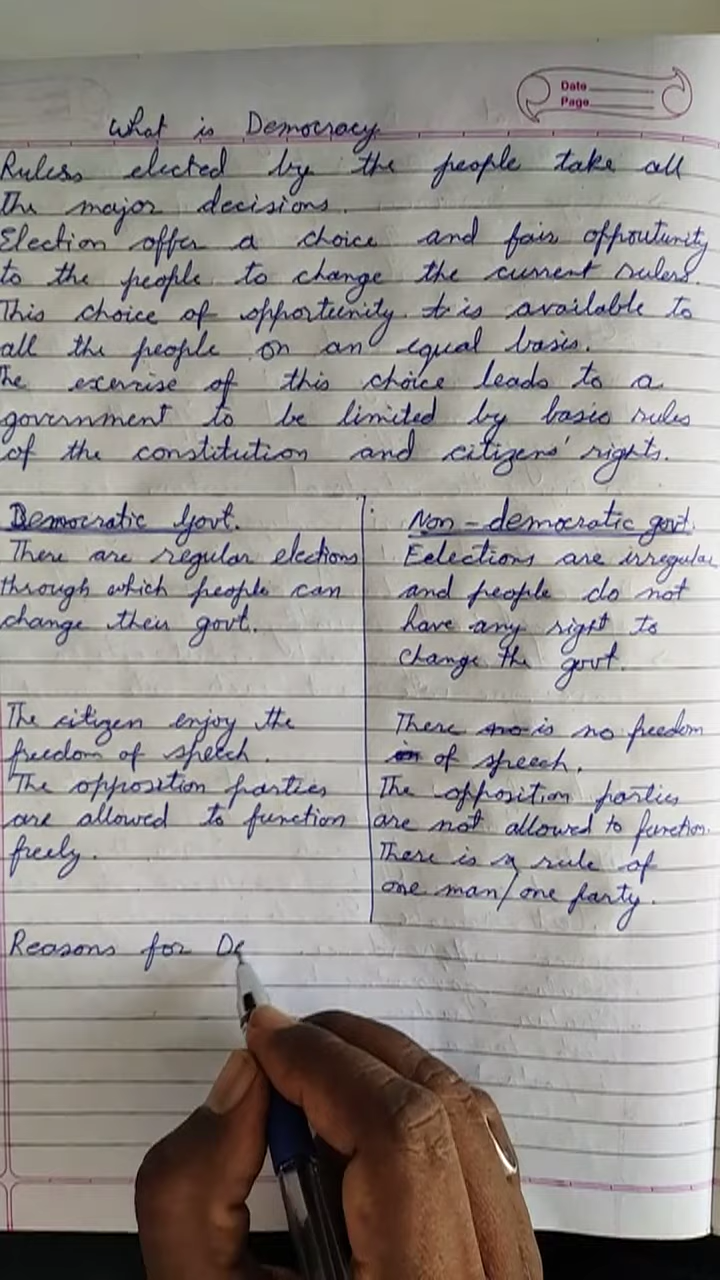 Date
Page
What is Democracy
Rulers elected by the people take all
the major decisions.
Election offer a choice and fair opportunity
to the people to change the current rulers.
This choice of opportunity. It is available to
all the people on an equal basis.
The exercise of this choice leads to a
government to be limited by basic rules
of the constitution and citizens' rights.
Democratic Govt.
There are regular elections
through which people can
change their govt.
The citizen enjoy the
freedom of speech.
The opposition parties
are allowed to function
freely.
Non-democratic govt.
Eelections are irregular
and people do not
have any right to
change the govt.
There is no freedom
of speech.
The opposition parties
are not allowed to function.
There is a rule of
one man/one party.
Reasons for De